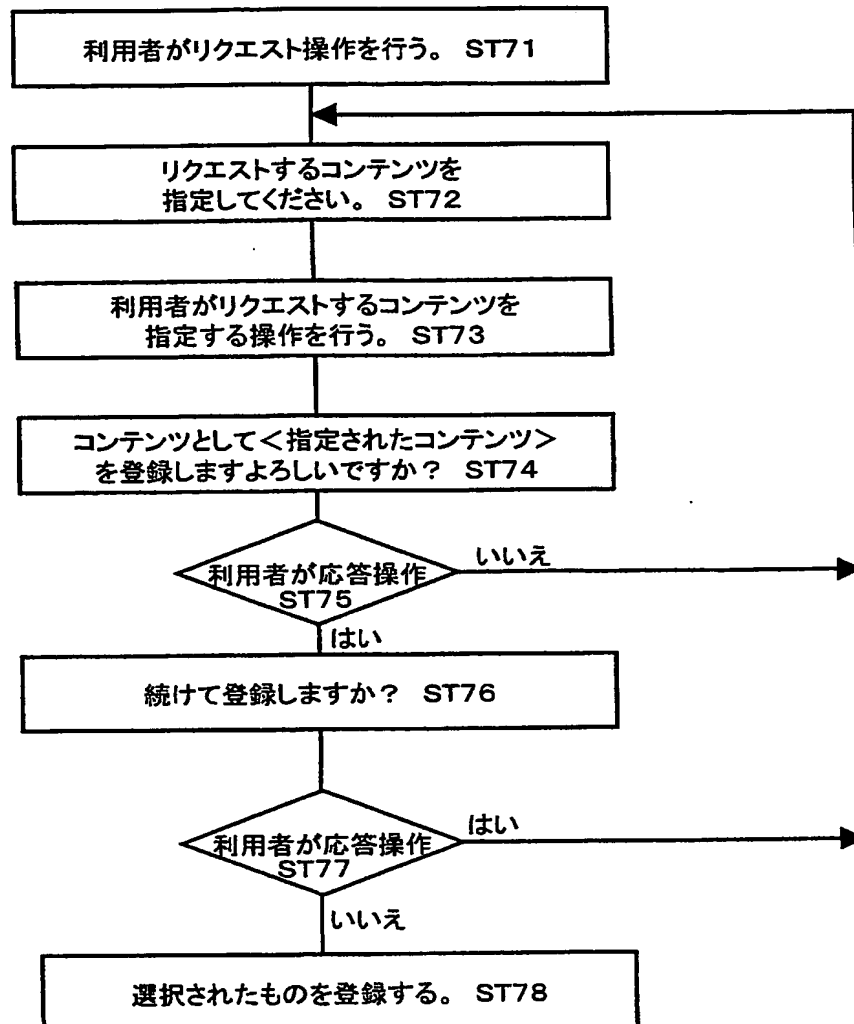 利用者がリクエスト操作を行う。 ST71
リクエストするコンテンツを
指定してください。 ST72
利用者がリクエストするコンテンツを
指定する操作を行う。 ST73
コンテンツとして<指定されたコンテンツ>
を登録しますよろしいですか? ST74
いいえ
利用者が応答操作
ST75
はい
続けて登録しますか? ST76
はい
利用者が応答操作
ST77
いいえ
選択されたものを登録する。 ST78